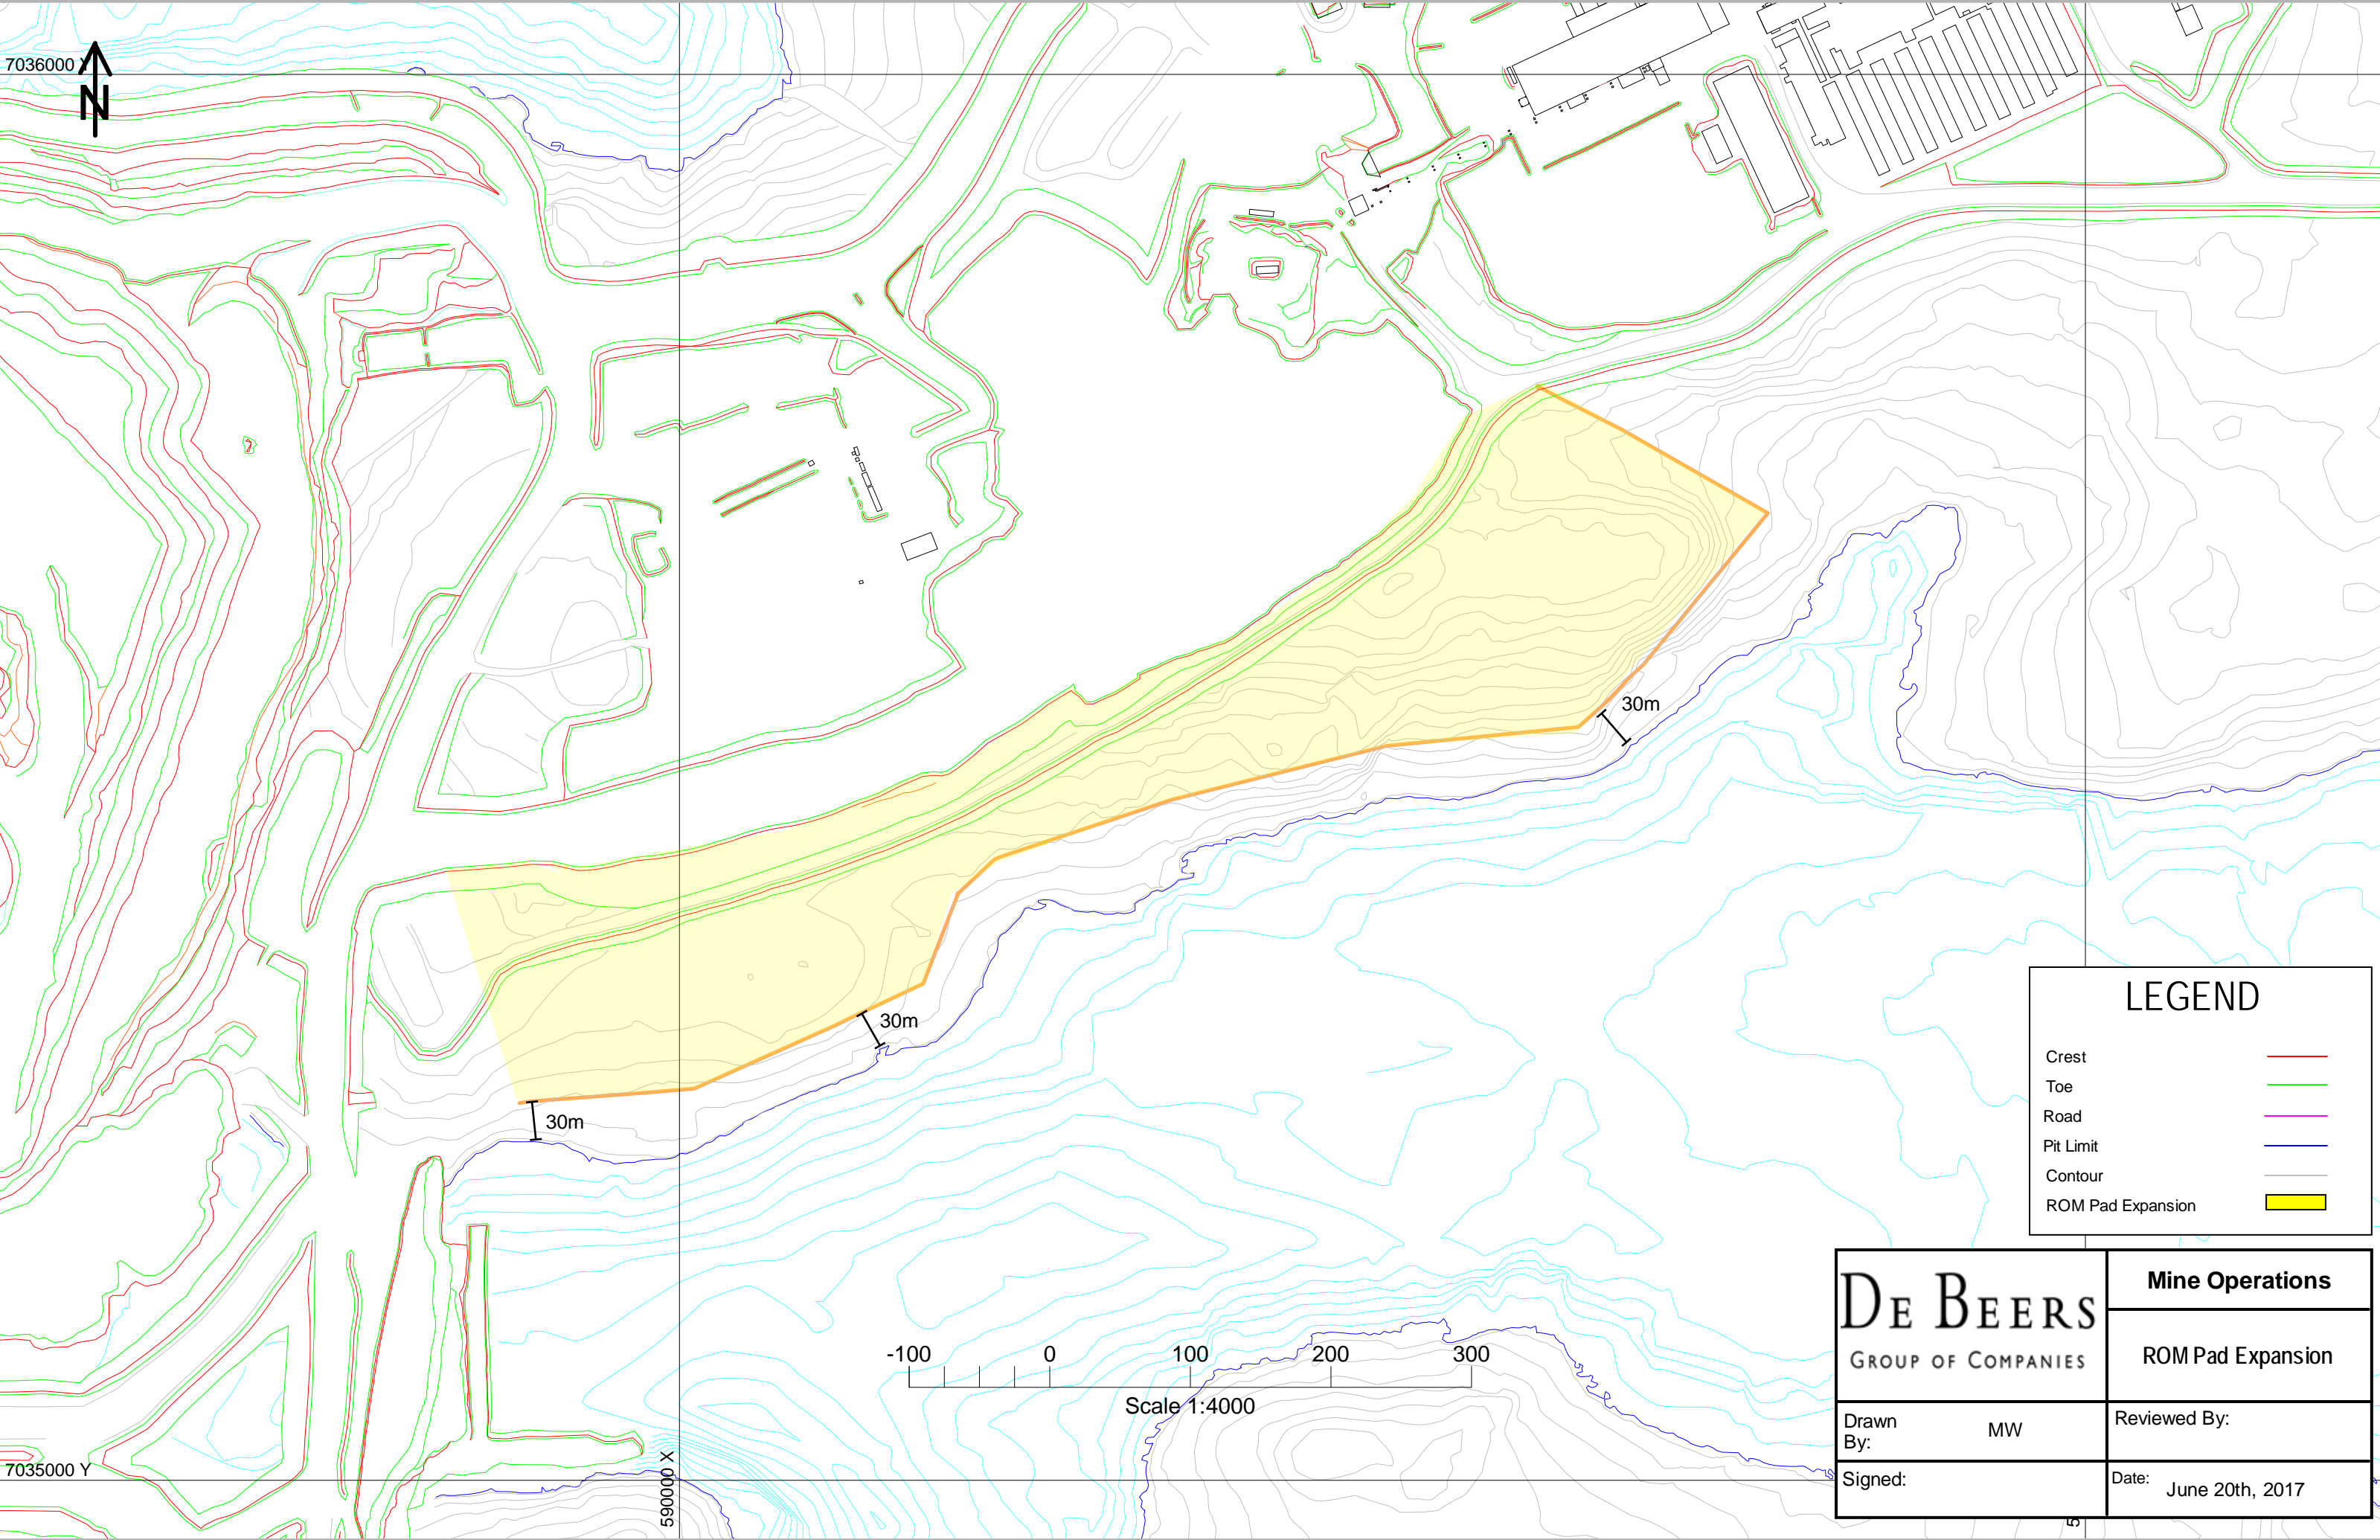 7036000 Y
N
30m
30m
30m
LEGEND
Crest
Toe
Road
Pit Limit
Contour
ROM Pad Expansion
-100 0 100 200 300
Scale 1:4000
7035000 Y
590000 X
5
DE BEERS
GROUP OF COMPANIES
Mine Operations
ROM Pad Expansion
Drawn
By:
MW
Reviewed By:
Signed:
Date: June 20th, 2017